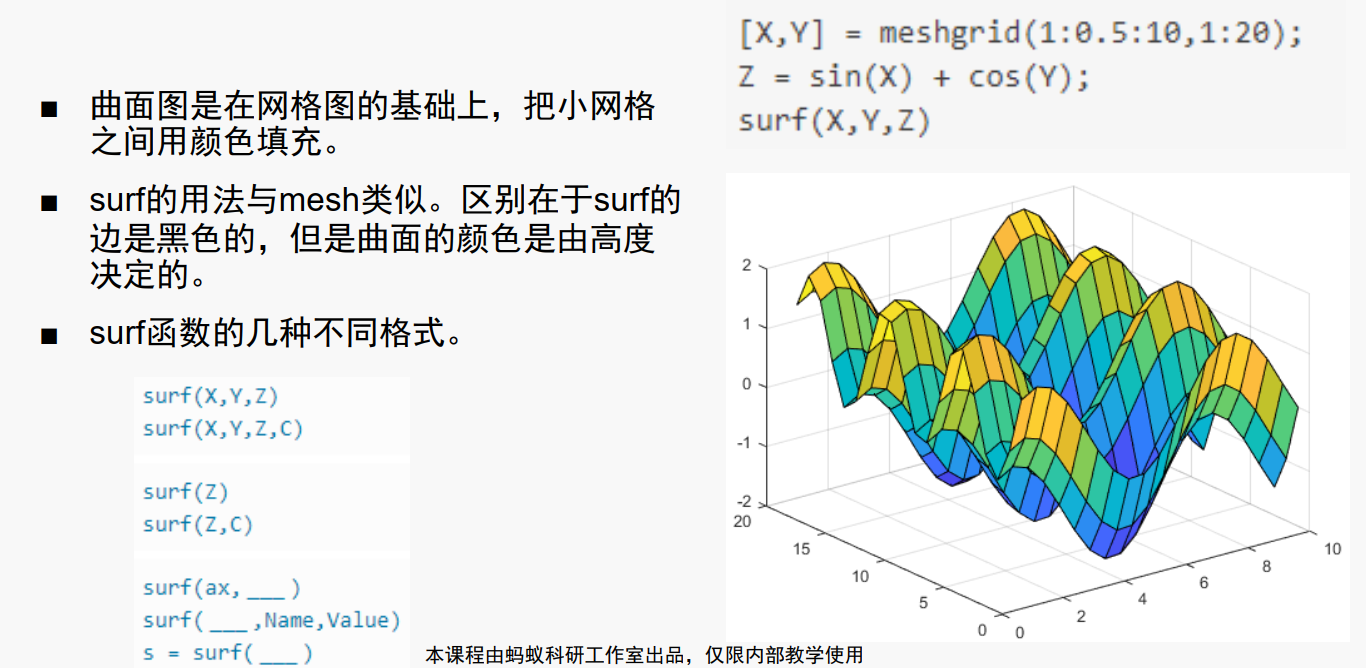 ■ 曲面图是在网格图的基础上，把小网格
之间用颜色填充。
■ surf的用法与mesh类似。区别在于surf的
边是黑色的，但是曲面的颜色是由高度
决定的。
■ surf函数的几种不同格式。
surf(X,Y,Z)
surf(X,Y,Z,C)
surf(Z)
surf(Z,C)
surf(ax,___)
surf(___,Name,Value)
s = surf(___)
[X,Y] = meshgrid(1:0.5:10,1:20);
Z = sin(X) + cos(Y);
surf(X,Y,Z)
2
1
0
-1
-2
20
15
10
5
0
0
2
4
6
8
10
本课程由蚂蚁科研工作室出品，仅限内部教学使用